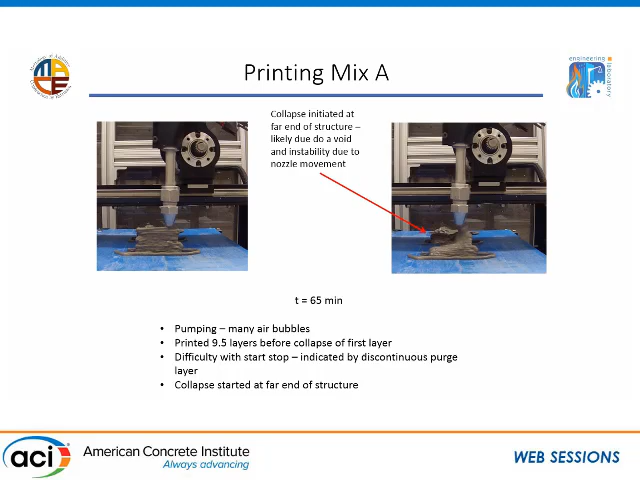 Printing Mix A
engineering
laboratory
Collapse initiated at
far end of structure –
likely due do a void
and instability due to
nozzle movement
t = 65 min
• Pumping – many air bubbles
• Printed 9.5 layers before collapse of first layer
• Difficulty with start stop – indicated by discontinuous purge
layer
• Collapse started at far end of structure
aci
American Concrete Institute
Always advancing
WEB SESSIONS